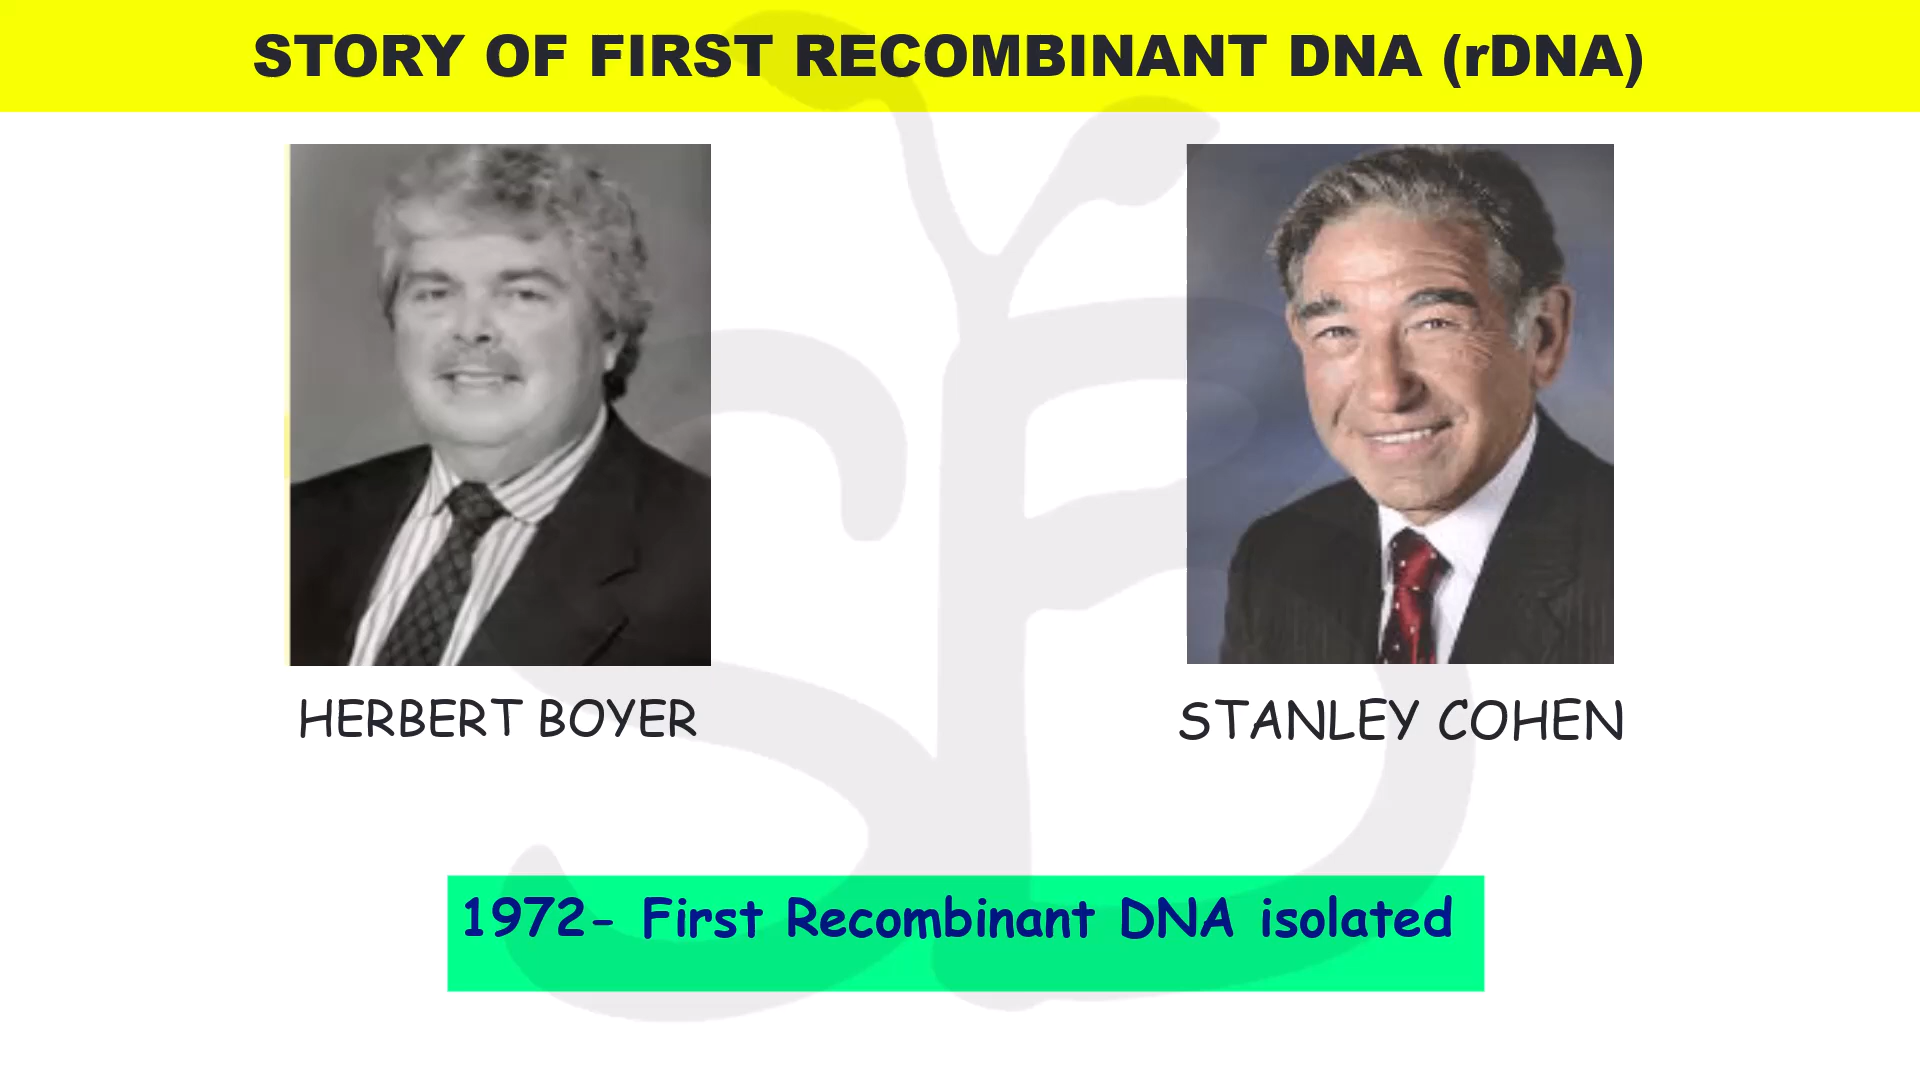 STORY OF FIRST RECOMBINANT DNA (rDNA)
HERBERT BOYER
STANLEY COHEN
1972- First Recombinant DNA isolated